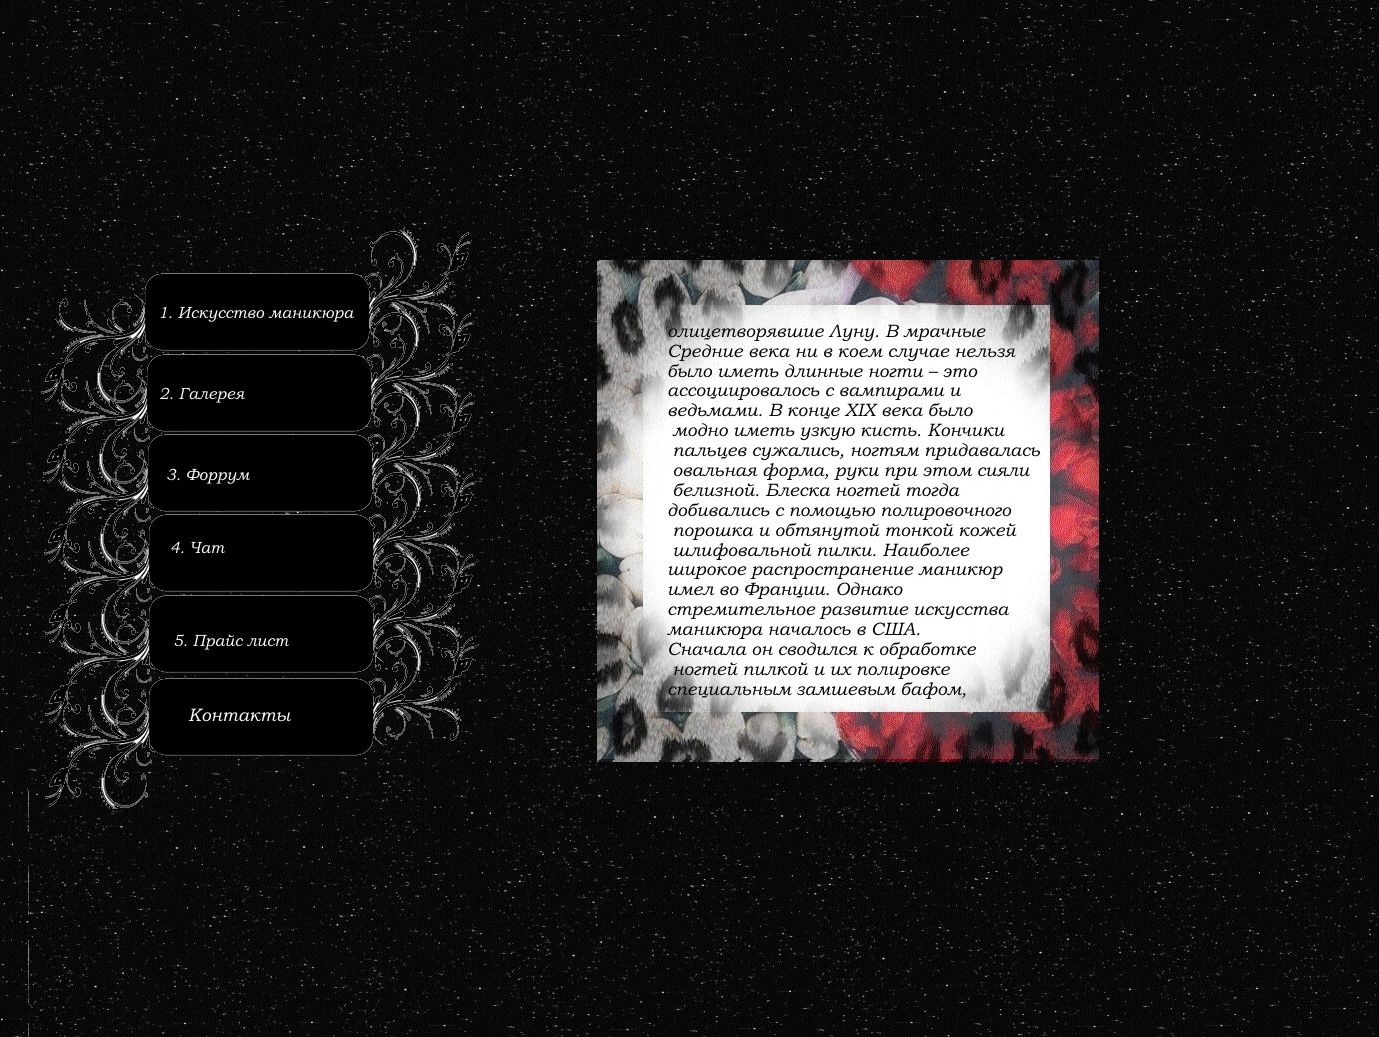 1. Искусство маникюра
2. Галерея
3. Форрум
4. Чат
5. Прайс лист
Контакты
олицетворявшие Луну. В мрачные
Средние века ни в коем случае нельзя
было иметь длинные ногти – это
ассоциировалось с вампирами и
ведьмами. В конце XIX века было
модно иметь узкую кисть. Кончики
пальцев сужались, ногтям придавалась
овальная форма, руки при этом сияли
белизной. Блеска ногтей тогда
добивались с помощью полировочного
порошка и обтянутой тонкой кожей
шлифовальной пилки. Наиболее
широкое распространение маникюр
имел во Франции. Однако
стремительное развитие искусства
маникюра началось в США.
Сначала он сводился к обработке
ногтей пилкой и их полировке
специальным замшевым бафом,